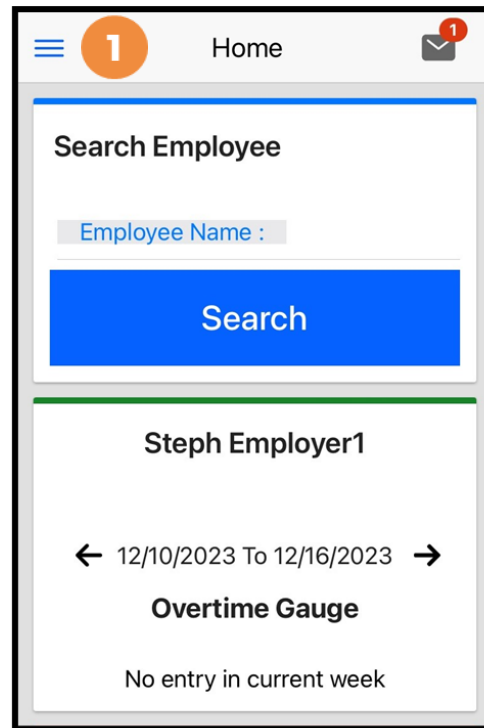 1 Home 1
Search Employee
Employee Name :
Search
Steph Employer1
12/10/2023 To 12/16/2023
Overtime Gauge
No entry in current week